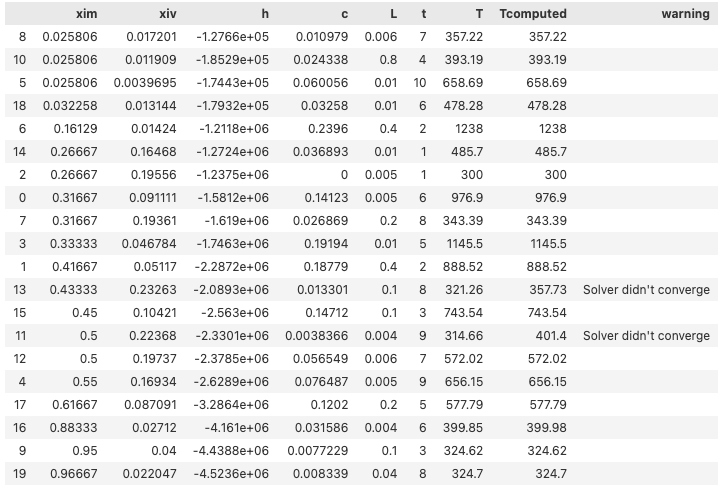 xim xiv h c L t T Tcomputed warning
8 0.025806 0.017201 -1.2766e+05 0.010979 0.006 7 357.22 357.22
10 0.025806 0.011909 -1.8529e+05 0.024338 0.8 4 393.19 393.19
5 0.025806 0.0039695 -1.7443e+05 0.060056 0.01 10 658.69 658.69
18 0.032258 0.013144 -1.7932e+05 0.03258 0.01 6 478.28 478.28
6 0.16129 0.01424 -1.2118e+06 0.2396 0.4 2 1238 1238
14 0.26667 0.16468 -1.2724e+06 0.036893 0.01 1 485.7 485.7
2 0.26667 0.19556 -1.2375e+06 0 0.005 1 300 300
0 0.31667 0.091111 -1.5812e+06 0.14123 0.005 6 976.9 976.9
7 0.31667 0.19361 -1.619e+06 0.026869 0.2 8 343.39 343.39
3 0.33333 0.046784 -1.7463e+06 0.19194 0.01 5 1145.5 1145.5
1 0.41667 0.05117 -2.2872e+06 0.18779 0.4 2 888.52 888.52
13 0.43333 0.23263 -2.0893e+06 0.013301 0.1 8 321.26 357.73 Solver didn't converge
15 0.45 0.10421 -2.563e+06 0.14712 0.1 3 743.54 743.54
11 0.5 0.22368 -2.3301e+06 0.0038366 0.004 9 314.66 401.4 Solver didn't converge
12 0.5 0.19737 -2.3785e+06 0.056549 0.006 7 572.02 572.02
4 0.55 0.16934 -2.6289e+06 0.076487 0.005 9 656.15 656.15
17 0.61667 0.087091 -3.2864e+06 0.1202 0.2 5 577.79 577.79
16 0.88333 0.02712 -4.161e+06 0.031586 0.004 6 399.85 399.98
9 0.95 0.04 -4.4388e+06 0.0077229 0.1 3 324.62 324.62
19 0.96667 0.022047 -4.5236e+06 0.008339 0.04 8 324.7 324.7